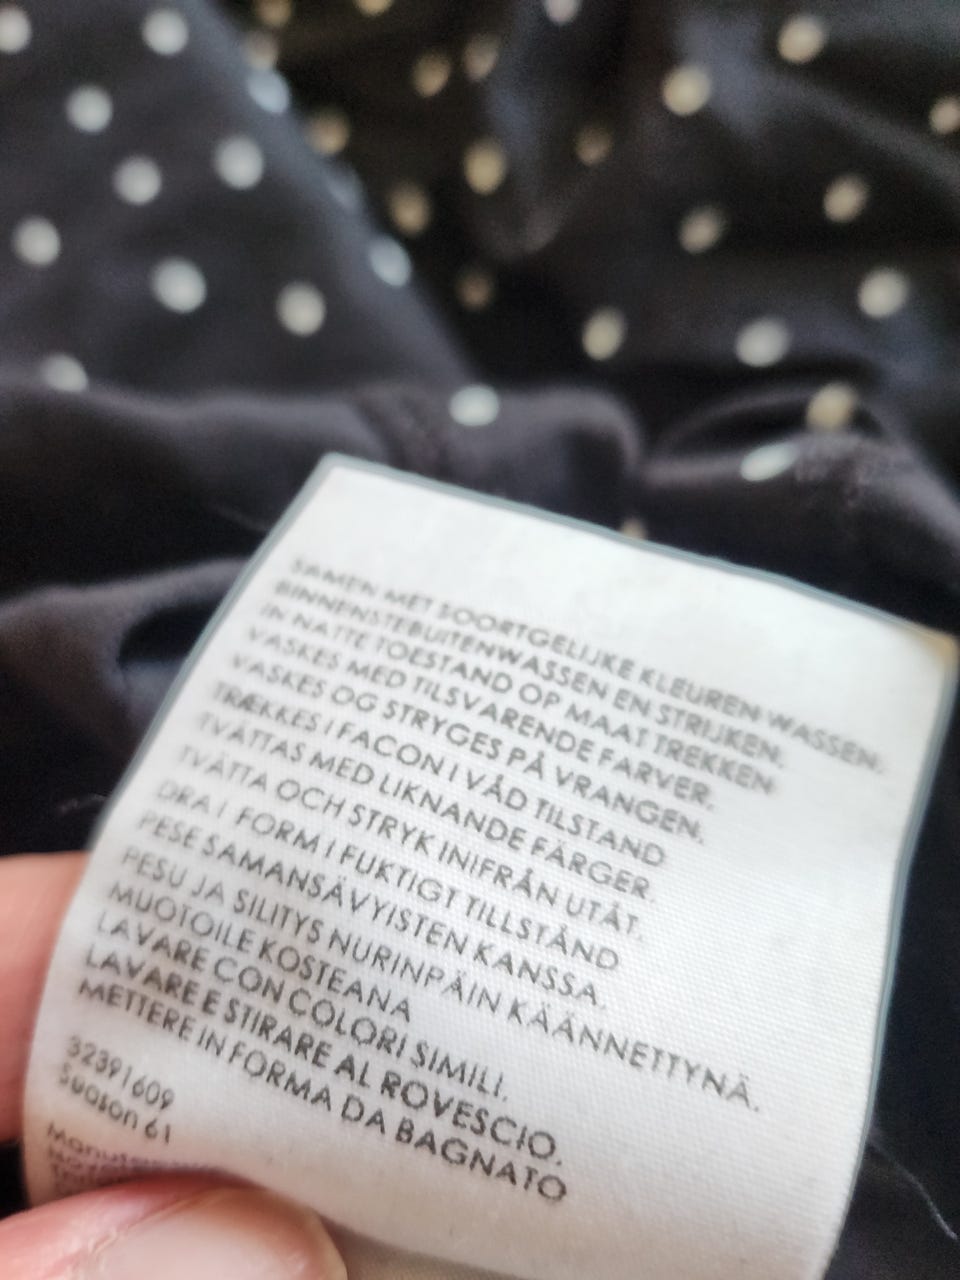 SAMEN MET SOORTGELIJKE KLEUREN WASSEN.
BINNENSTEBUITENWASSEN EN STRIJKEN.
IN NATTE TOESTAND OP MAAT TREKKEN
VASKES MED TILSVARENDE FARVER.
VASKES OG STRYGES PÅ VRANGEN.
TRÆKKES I FACON I VÅD TILSTAND
TVÄTTAS MED LIKNANDE FÄRGER.
TVÄTTA OCH STRYK INIFRÅN UTÅT.
DRA I FORM I FUKTIGT TILLSTÅND
PESE SAMANSÄVYISTEN KANSSA.
PESU JA SILITYS NURINPÄIN KÄÄNNETTYNÄ.
MUOTOILE KOSTEANA
LAVARE CON COLORI SIMILI.
LAVARE E STIRARE AL ROVESCIO.
METTERE IN FORMA DA BAGNATO
32391609
Season 61